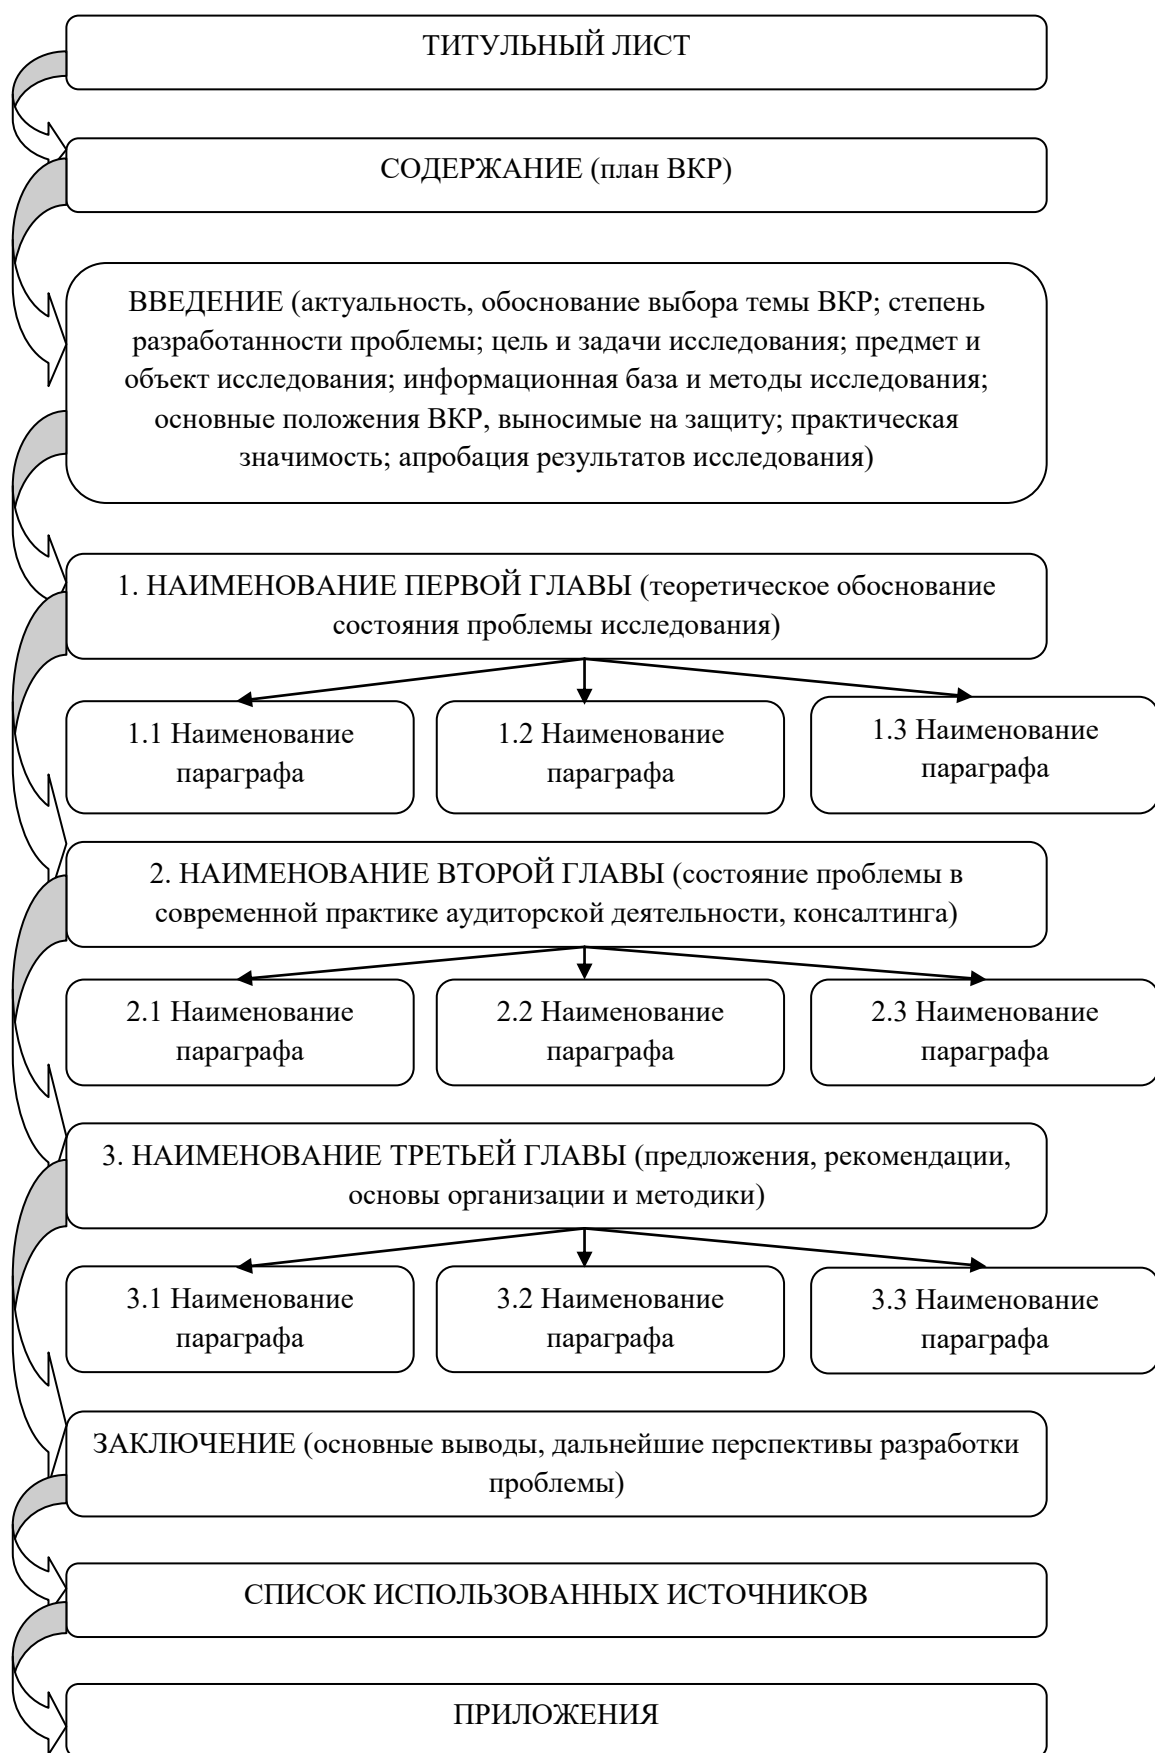 ТИТУЛЬНЫЙ ЛИСТ
СОДЕРЖАНИЕ (план ВКР)
ВВЕДЕНИЕ (актуальность, обоснование выбора темы ВКР; степень
разработанности проблемы; цель и задачи исследования; предмет и
объект исследования; информационная база и методы исследования;
основные положения ВКР, выносимые на защиту; практическая
значимость; апробация результатов исследования)
1. НАИМЕНОВАНИЕ ПЕРВОЙ ГЛАВЫ (теоретическое обоснование
состояния проблемы исследования)
1.1 Наименование
параграфа
1.2 Наименование
параграфа
1.3 Наименование
параграфа
2. НАИМЕНОВАНИЕ ВТОРОЙ ГЛАВЫ (состояние проблемы в
современной практике аудиторской деятельности, консалтинга)
2.1 Наименование
параграфа
2.2 Наименование
параграфа
2.3 Наименование
параграфа
3. НАИМЕНОВАНИЕ ТРЕТЬЕЙ ГЛАВЫ (предложения, рекомендации,
основы организации и методики)
3.1 Наименование
параграфа
3.2 Наименование
параграфа
3.3 Наименование
параграфа
ЗАКЛЮЧЕНИЕ (основные выводы, дальнейшие перспективы разработки
проблемы)
СПИСОК ИСПОЛЬЗОВАННЫХ ИСТОЧНИКОВ
ПРИЛОЖЕНИЯ